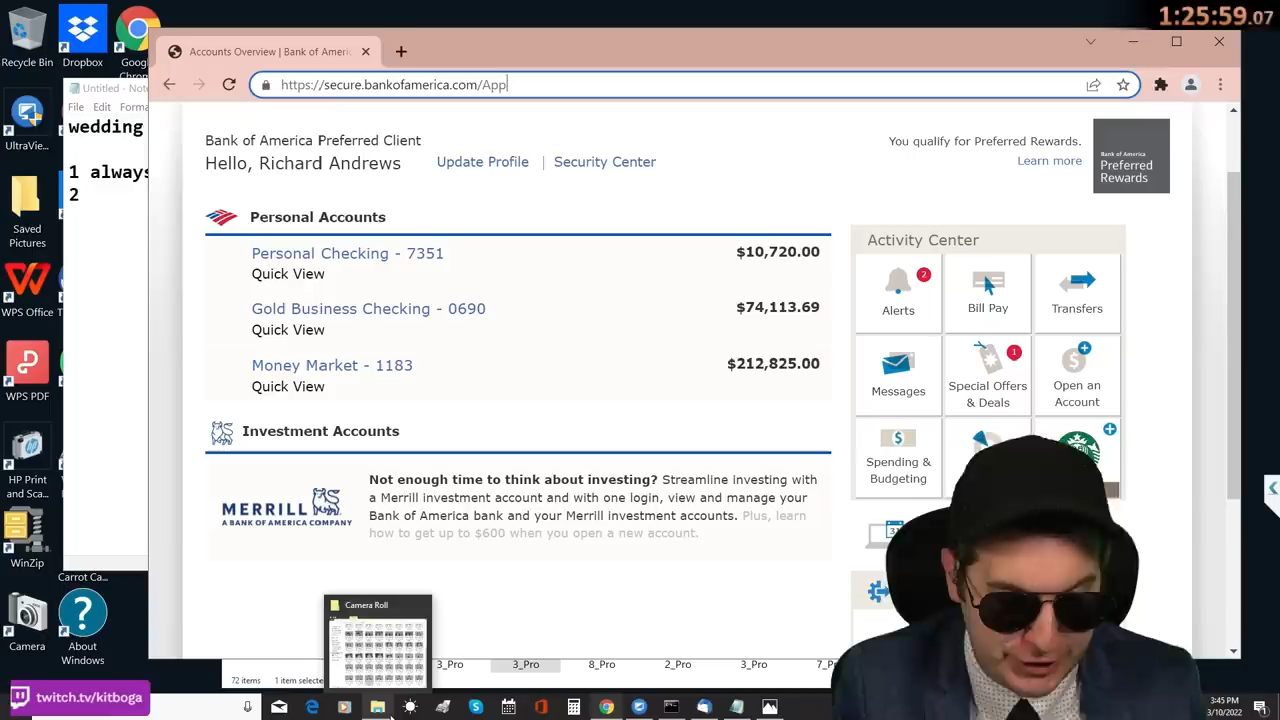 1:25:59.07
Recycle Bin
Dropbox
Google
Chrom
Accounts Overview | Bank of Americ
Untitled - Note
https://secure.bankofamerica.com/App
File Edit Forma
wedding
Bank of America Preferred Client
Hello, Richard Andrews
Update Profile | Security Center
You qualify for Preferred Rewards.
Learn more
Bank of America
Preferred
Rewards
UltraVie...
1 always
2
Saved
Pictures
Personal Accounts
Personal Checking - 7351
$10,720.00
Quick View
Gold Business Checking - 0690
$74,113.69
Quick View
Money Market - 1183
$212,825.00
Quick View
Activity Center
2
Alerts
Bill Pay
Transfers
Messages
1
Special Offers
& Deals
$
Open an
Account
$
Spending &
Budgeting
WPS Office
WPS PDF
Investment Accounts
MERRILL
A BANK OF AMERICA COMPANY
Not enough time to think about investing? Streamline investing with
a Merrill investment account and with one login, view and manage your
Bank of America bank and your Merrill investment accounts. Plus, learn
how to get up to $600 when you open a new account.
31
HP Print
and Sca...
WinZip
Carrot Ca...
Camera
About
Windows
Camera Roll
3_Pro
3_Pro
8_Pro
2_Pro
3_Pro
7_Pr
72 items
1 item selecte
twitch.tv/kitboga
3:45 PM
3/10/2022
1